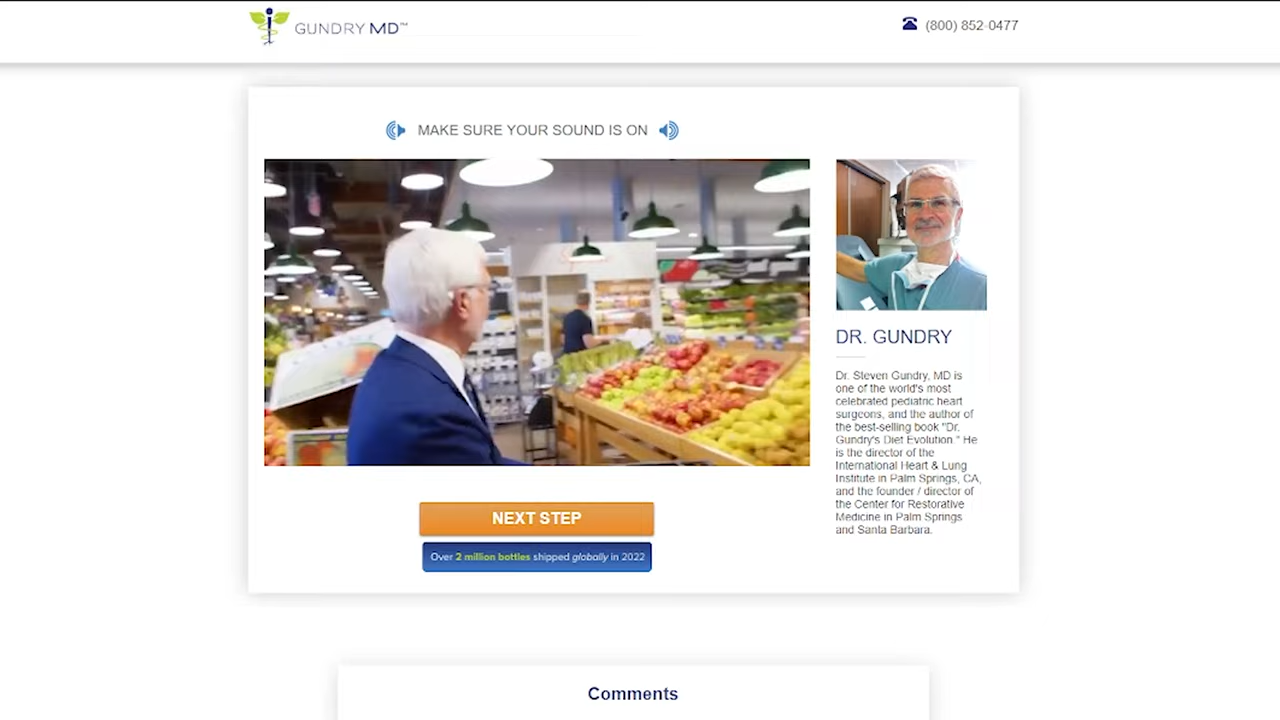 GUNDRY MD™
(800) 852-0477
MAKE SURE YOUR SOUND IS ON
DR. GUNDRY
Dr. Steven Gundry, MD is
one of the world's most
celebrated pediatric heart
surgeons, and the author of
the best-selling book "Dr.
Gundry's Diet Evolution." He
is the director of the
International Heart & Lung
Institute in Palm Springs, CA,
and the founder / director of
the Center for Restorative
Medicine in Palm Springs
and Santa Barbara.
NEXT STEP
Over 2 million bottles shipped globally in 2022
Comments